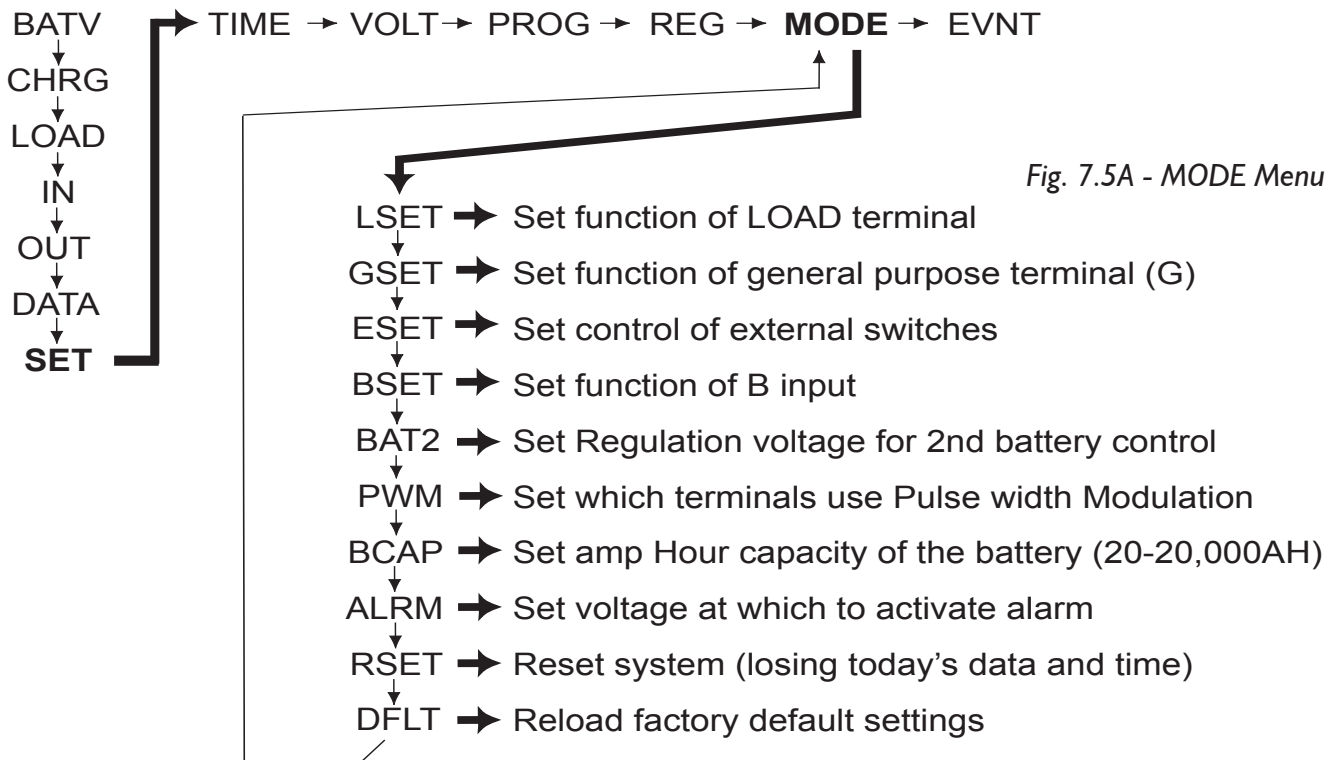 BATV
CHRG
LOAD
IN
OUT
DATA
SET
TIME VOLT PROG REG MODE EVNT
Fig. 7.5A - MODE Menu
LSET Set function of LOAD terminal
GSET Set function of general purpose terminal (G)
ESET Set control of external switches
BSET Set function of B input
BAT2 Set Regulation voltage for 2nd battery control
PWM Set which terminals use Pulse width Modulation
BCAP Set amp Hour capacity of the battery (20-20,000AH)
ALRM Set voltage at which to activate alarm
RSET Reset system (losing today's data and time)
DFLT Reload factory default settings